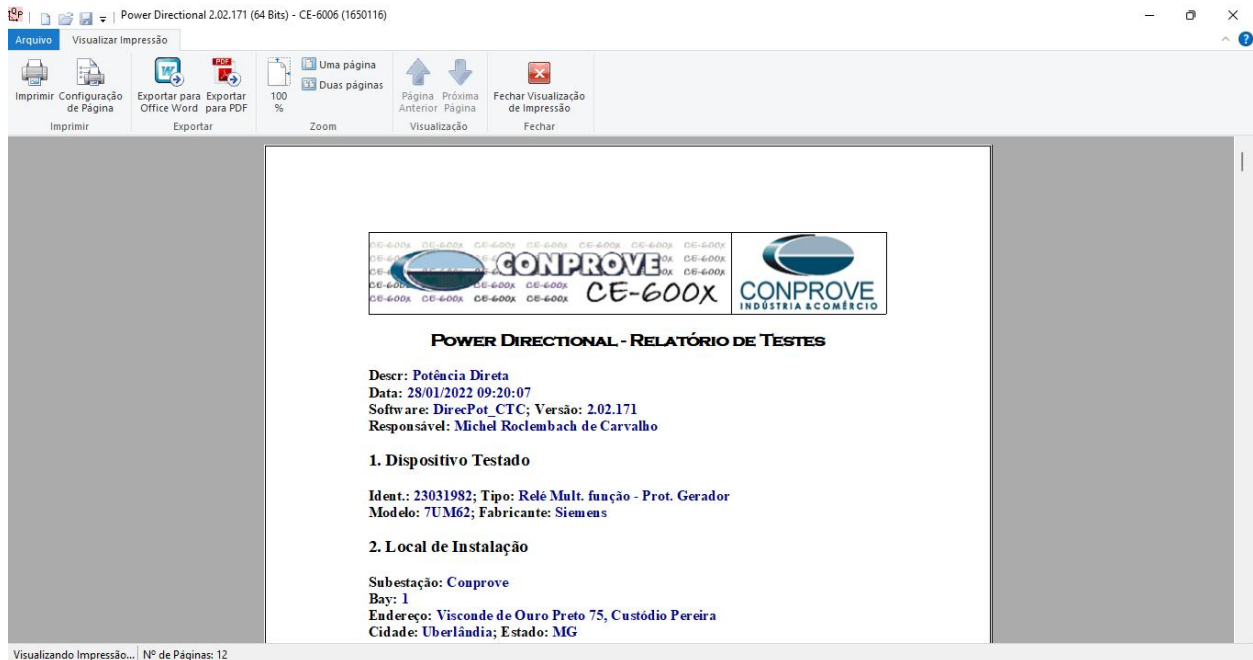 Power Directional 2.02.171 (64 Bits) - CE-6006 (1650116)
Arquivo Visualizar Impressão
Imprimir
Configuração de Página
Exportar para Office Word
Exportar para PDF
100 %
Uma página
Duas páginas
Página Anterior
Próxima Página
Fechar Visualização de Impressão
Imprimir Exportar Zoom Visualização Fechar
CONPROVE
CE-600X
CONPROVE
INDÚSTRIA & COMÉRCIO
POWER DIRECTIONAL - RELATÓRIO DE TESTES
Descr: Potência Direta
Data: 28/01/2022 09:20:07
Software: DirecPot_CTC; Versão: 2.02.171
Responsável: Michel Roclembach de Carvalho
1. Dispositivo Testado
Ident.: 23031982; Tipo: Relé Mult. função - Prot. Gerador
Modelo: 7UM62; Fabricante: Siemens
2. Local de Instalação
Subestação: Conprove
Bay: 1
Endereço: Visconde de Ouro Preto 75, Custódio Pereira
Cidade: Uberlândia; Estado: MG
Visualizando Impressão... Nº de Páginas: 12